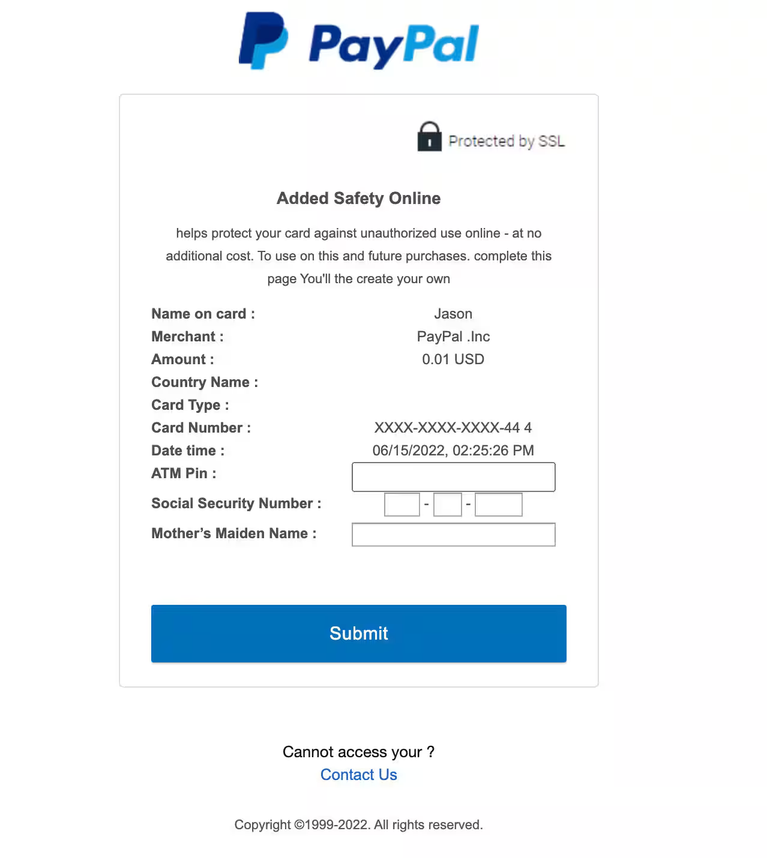 PayPal
Protected by SSL
Added Safety Online
helps protect your card against unauthorized use online - at no
additional cost. To use on this and future purchases. complete this
page You'll the create your own
Name on card : Jason
Merchant : PayPal .Inc
Amount : 0.01 USD
Country Name :
Card Type :
Card Number : XXXX-XXXX-XXXX-44 4
Date time : 06/15/2022, 02:25:26 PM
ATM Pin :
Social Security Number : - -
Mother’s Maiden Name :
Submit
Cannot access your ?
Contact Us
Copyright ©1999-2022. All rights reserved.